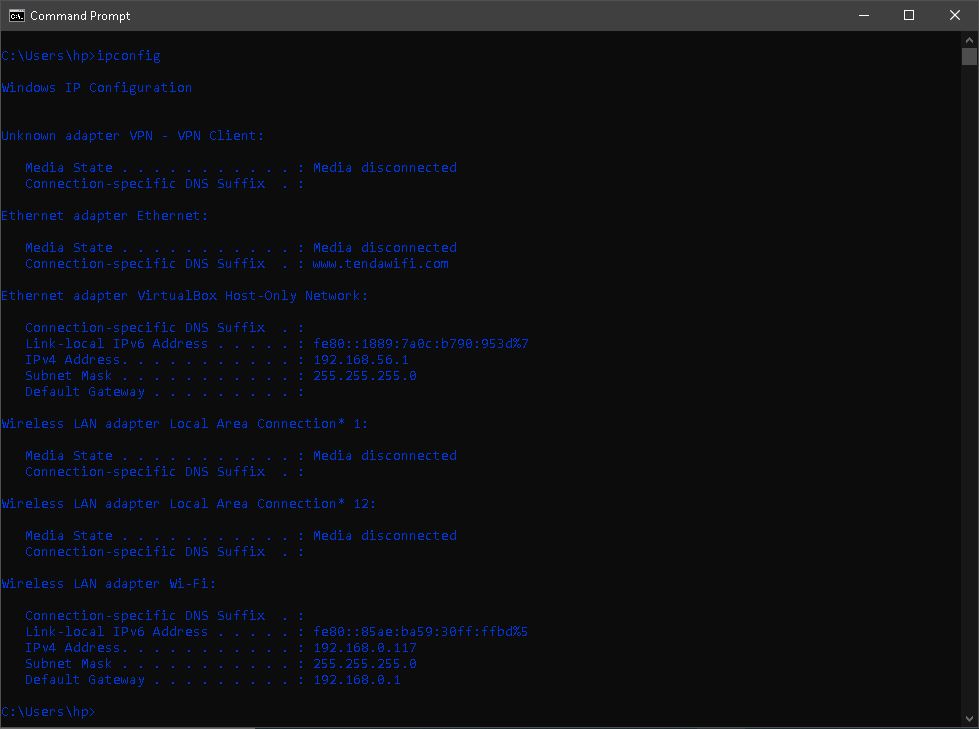 Command Prompt
C:\Users\hp>ipconfig
Windows IP Configuration
Unknown adapter VPN - VPN Client:
   Media State . . . . . . . . . . . : Media disconnected
   Connection-specific DNS Suffix  . :
Ethernet adapter Ethernet:
   Media State . . . . . . . . . . . : Media disconnected
   Connection-specific DNS Suffix  . : www.tendawifi.com
Ethernet adapter VirtualBox Host-Only Network:
   Connection-specific DNS Suffix  . :
   Link-local IPv6 Address . . . . . : fe80::1889:7a0c:b790:953d%7
   IPv4 Address. . . . . . . . . . . : 192.168.56.1
   Subnet Mask . . . . . . . . . . . : 255.255.255.0
   Default Gateway . . . . . . . . . :
Wireless LAN adapter Local Area Connection* 1:
   Media State . . . . . . . . . . . : Media disconnected
   Connection-specific DNS Suffix  . :
Wireless LAN adapter Local Area Connection* 12:
   Media State . . . . . . . . . . . : Media disconnected
   Connection-specific DNS Suffix  . :
Wireless LAN adapter Wi-Fi:
   Connection-specific DNS Suffix  . :
   Link-local IPv6 Address . . . . . : fe80::85ae:ba59:30ff:ffbd%5
   IPv4 Address. . . . . . . . . . . : 192.168.0.117
   Subnet Mask . . . . . . . . . . . : 255.255.255.0
   Default Gateway . . . . . . . . . : 192.168.0.1
C:\Users\hp>